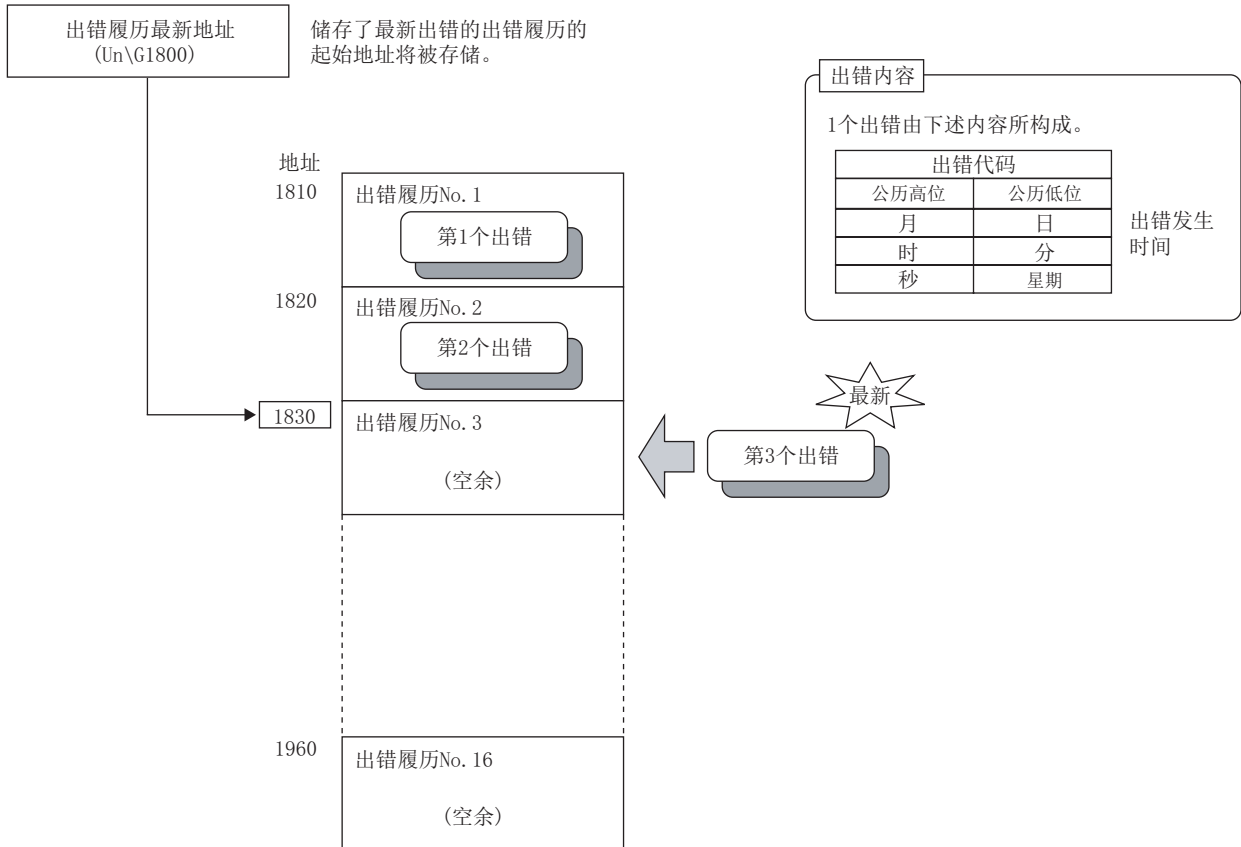 出错履历最新地址
(Un\G1800)
储存了最新出错的出错履历的
起始地址将被存储。
出错内容
1个出错由下述内容所构成。
出错代码
公历高位 公历低位
月 日
时 分
秒 星期
出错发生
时间
地址
1810
出错履历No.1
第1个出错
1820
出错履历No.2
第2个出错
1830
出错履历No.3
(空余)
最新
第3个出错
1960
出错履历No.16
(空余)